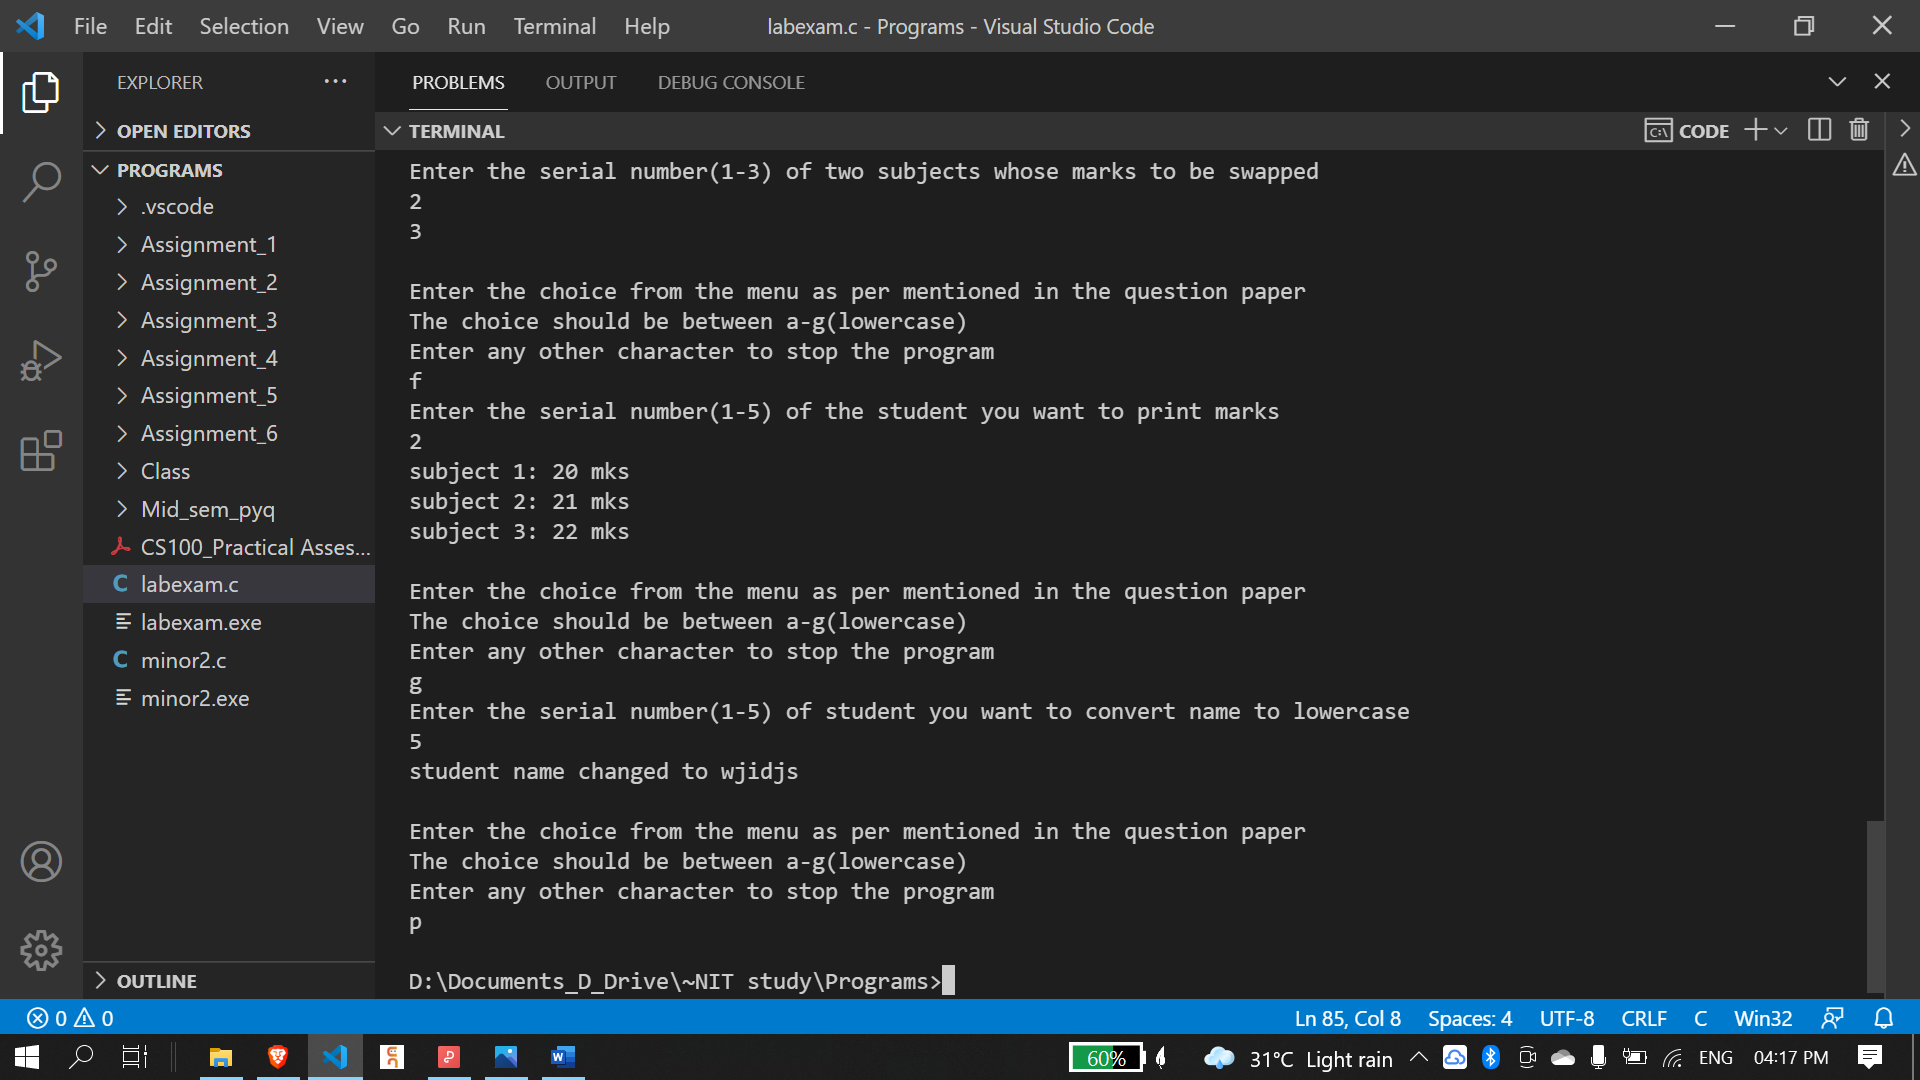 File Edit Selection View Go Run Terminal Help labexam.c - Programs - Visual Studio Code
EXPLORER
OPEN EDITORS
PROGRAMS
.vscode
Assignment_1
Assignment_2
Assignment_3
Assignment_4
Assignment_5
Assignment_6
Class
Mid_sem_pyq
CS100_Practical Asses...
C labexam.c
labexam.exe
C minor2.c
minor2.exe
OUTLINE
PROBLEMS OUTPUT DEBUG CONSOLE
TERMINAL
CODE
Enter the serial number(1-3) of two subjects whose marks to be swapped
2
3
Enter the choice from the menu as per mentioned in the question paper
The choice should be between a-g(lowercase)
Enter any other character to stop the program
f
Enter the serial number(1-5) of the student you want to print marks
2
subject 1: 20 mks
subject 2: 21 mks
subject 3: 22 mks
Enter the choice from the menu as per mentioned in the question paper
The choice should be between a-g(lowercase)
Enter any other character to stop the program
g
Enter the serial number(1-5) of student you want to convert name to lowercase
5
student name changed to wjidjs
Enter the choice from the menu as per mentioned in the question paper
The choice should be between a-g(lowercase)
Enter any other character to stop the program
p
D:\Documents_D_Drive\~NIT study\Programs>
0 0 Ln 85, Col 8 Spaces: 4 UTF-8 CRLF C Win32
60% 31°C Light rain ENG 04:17 PM